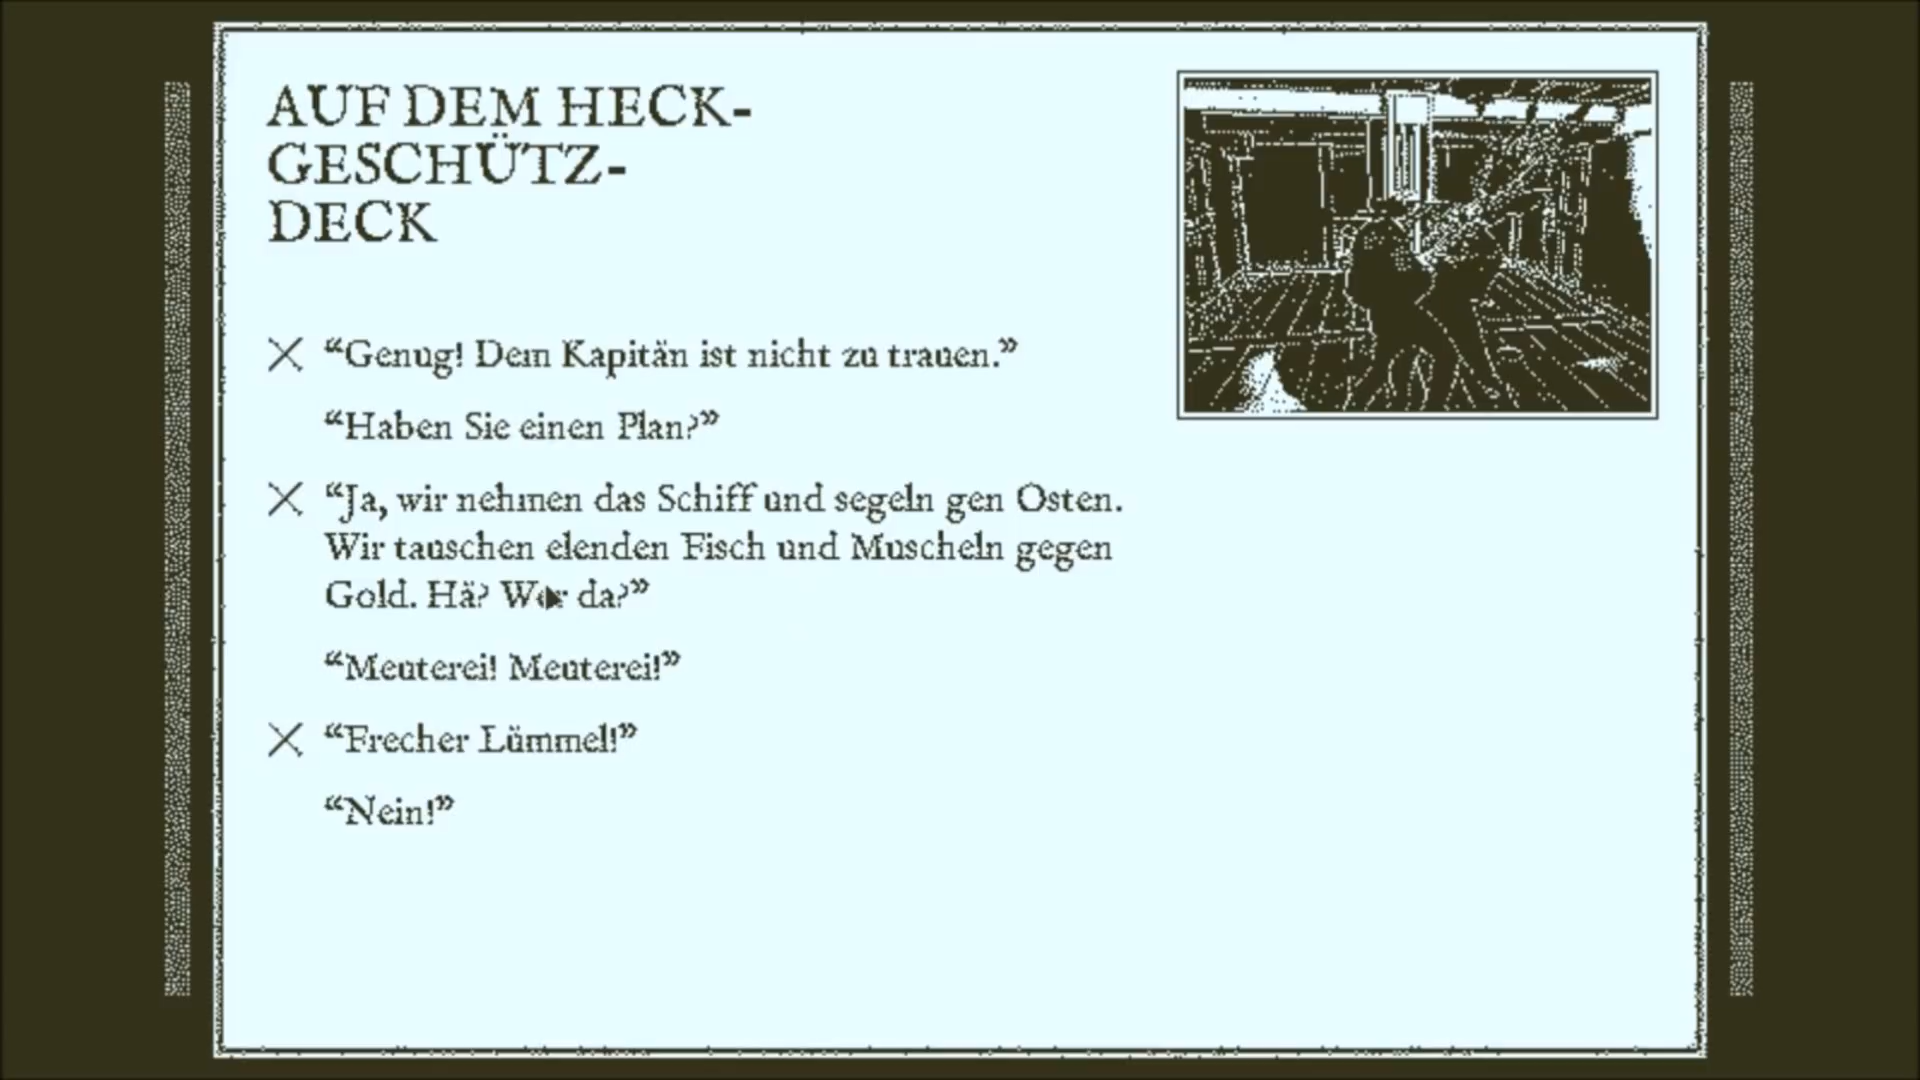 AUF DEM HECK-
GESCHÜTZ-
DECK
“Genug! Dem Kapitän ist nicht zu trauen.”
“Haben Sie einen Plan?”
“Ja, wir nehmen das Schiff und segeln gen Osten.
Wir tauschen elenden Fisch und Muscheln gegen
Gold. Hä? Wer da?”
“Meuterei! Meuterei!”
“Frecher Lümmel!”
“Nein!”